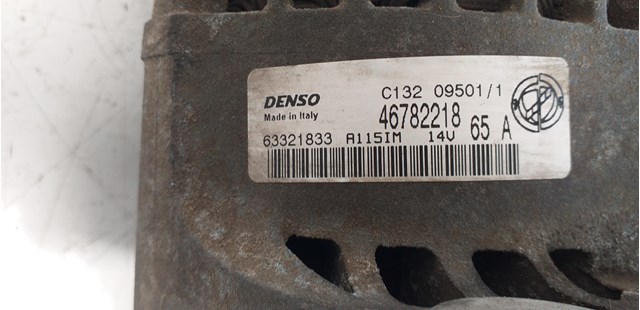 C132 09501/1
DENSO
Made in Italy
46782218
65 A
63321833 A115IM 14V